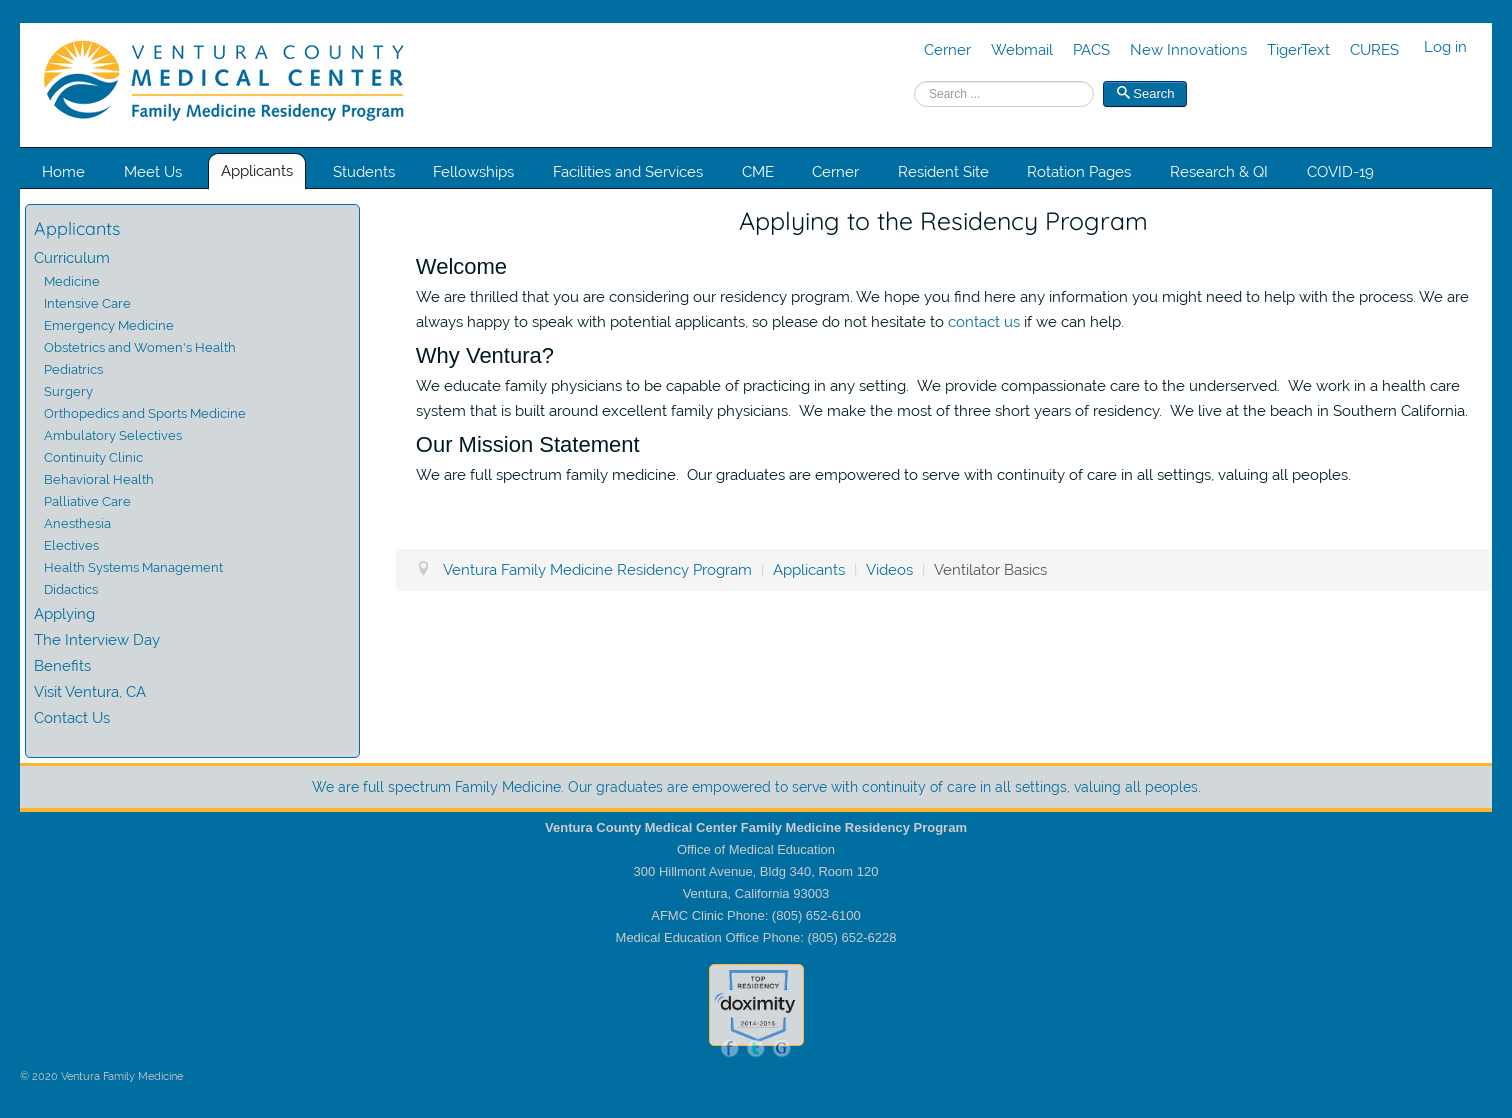 VENTURA COUNTY
MEDICAL CENTER
Family Medicine Residency Program
Cerner Webmail PACS New Innovations TigerText CURES Log in
Search ... Search
Home Meet Us Applicants Students Fellowships Facilities and Services CME Cerner Resident Site Rotation Pages Research & QI COVID-19
Applicants
Curriculum
Medicine
Intensive Care
Emergency Medicine
Obstetrics and Women's Health
Pediatrics
Surgery
Orthopedics and Sports Medicine
Ambulatory Selectives
Continuity Clinic
Behavioral Health
Palliative Care
Anesthesia
Electives
Health Systems Management
Didactics
Applying
The Interview Day
Benefits
Visit Ventura, CA
Contact Us
Applying to the Residency Program
Welcome
We are thrilled that you are considering our residency program. We hope you find here any information you might need to help with the process. We are
always happy to speak with potential applicants, so please do not hesitate to contact us if we can help.
Why Ventura?
We educate family physicians to be capable of practicing in any setting.  We provide compassionate care to the underserved.  We work in a health care
system that is built around excellent family physicians.  We make the most of three short years of residency.  We live at the beach in Southern California.
Our Mission Statement
We are full spectrum family medicine.  Our graduates are empowered to serve with continuity of care in all settings, valuing all peoples.
Ventura Family Medicine Residency Program | Applicants | Videos | Ventilator Basics
We are full spectrum Family Medicine. Our graduates are empowered to serve with continuity of care in all settings, valuing all peoples.
Ventura County Medical Center Family Medicine Residency Program
Office of Medical Education
300 Hillmont Avenue, Bldg 340, Room 120
Ventura, California 93003
AFMC Clinic Phone: (805) 652-6100
Medical Education Office Phone: (805) 652-6228
TOP
RESIDENCY
doximity
2014-2015
f t G
© 2020 Ventura Family Medicine